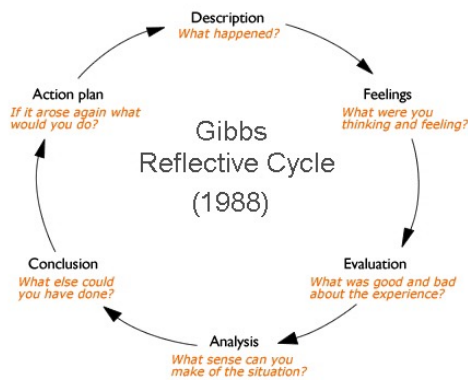 Description
What happened?
Feelings
What were you
thinking and feeling?
Evaluation
What was good and bad
about the experience?
Analysis
What sense can you
make of the situation?
Conclusion
What else could
you have done?
Action plan
If it arose again what
would you do?
Gibbs
Reflective Cycle
(1988)